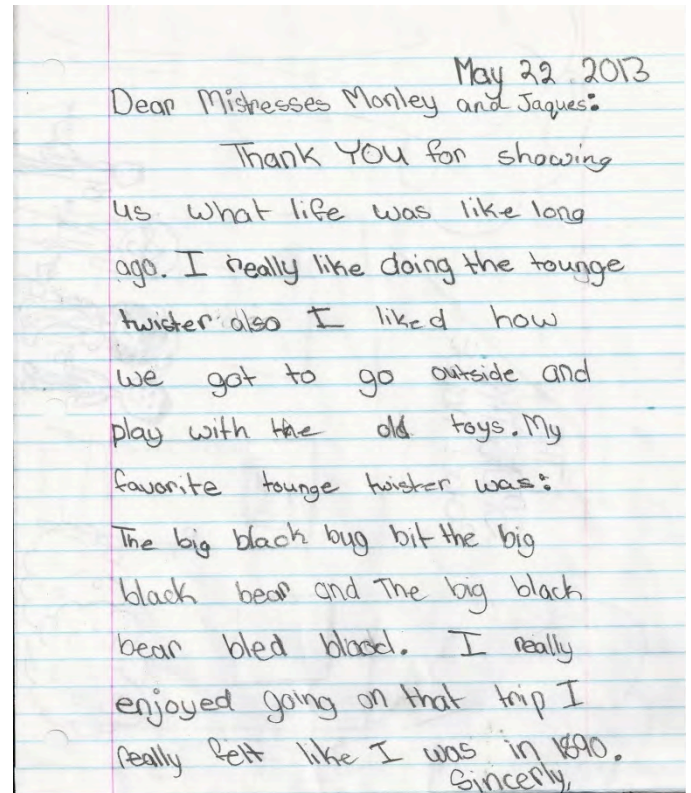 May 22 2013
Dear Mistresses Monley and Jaques:
Thank YOU for showing
us what life was like long
ago. I really like doing the tounge
twister also I liked how
we got to go outside and
play with the old toys. My
favorite tounge twister was:
The big black bug bit the big
black bear and The big black
bear bled blood. I really
enjoyed going on that trip I
really felt like I was in 1890.
Sincerly,